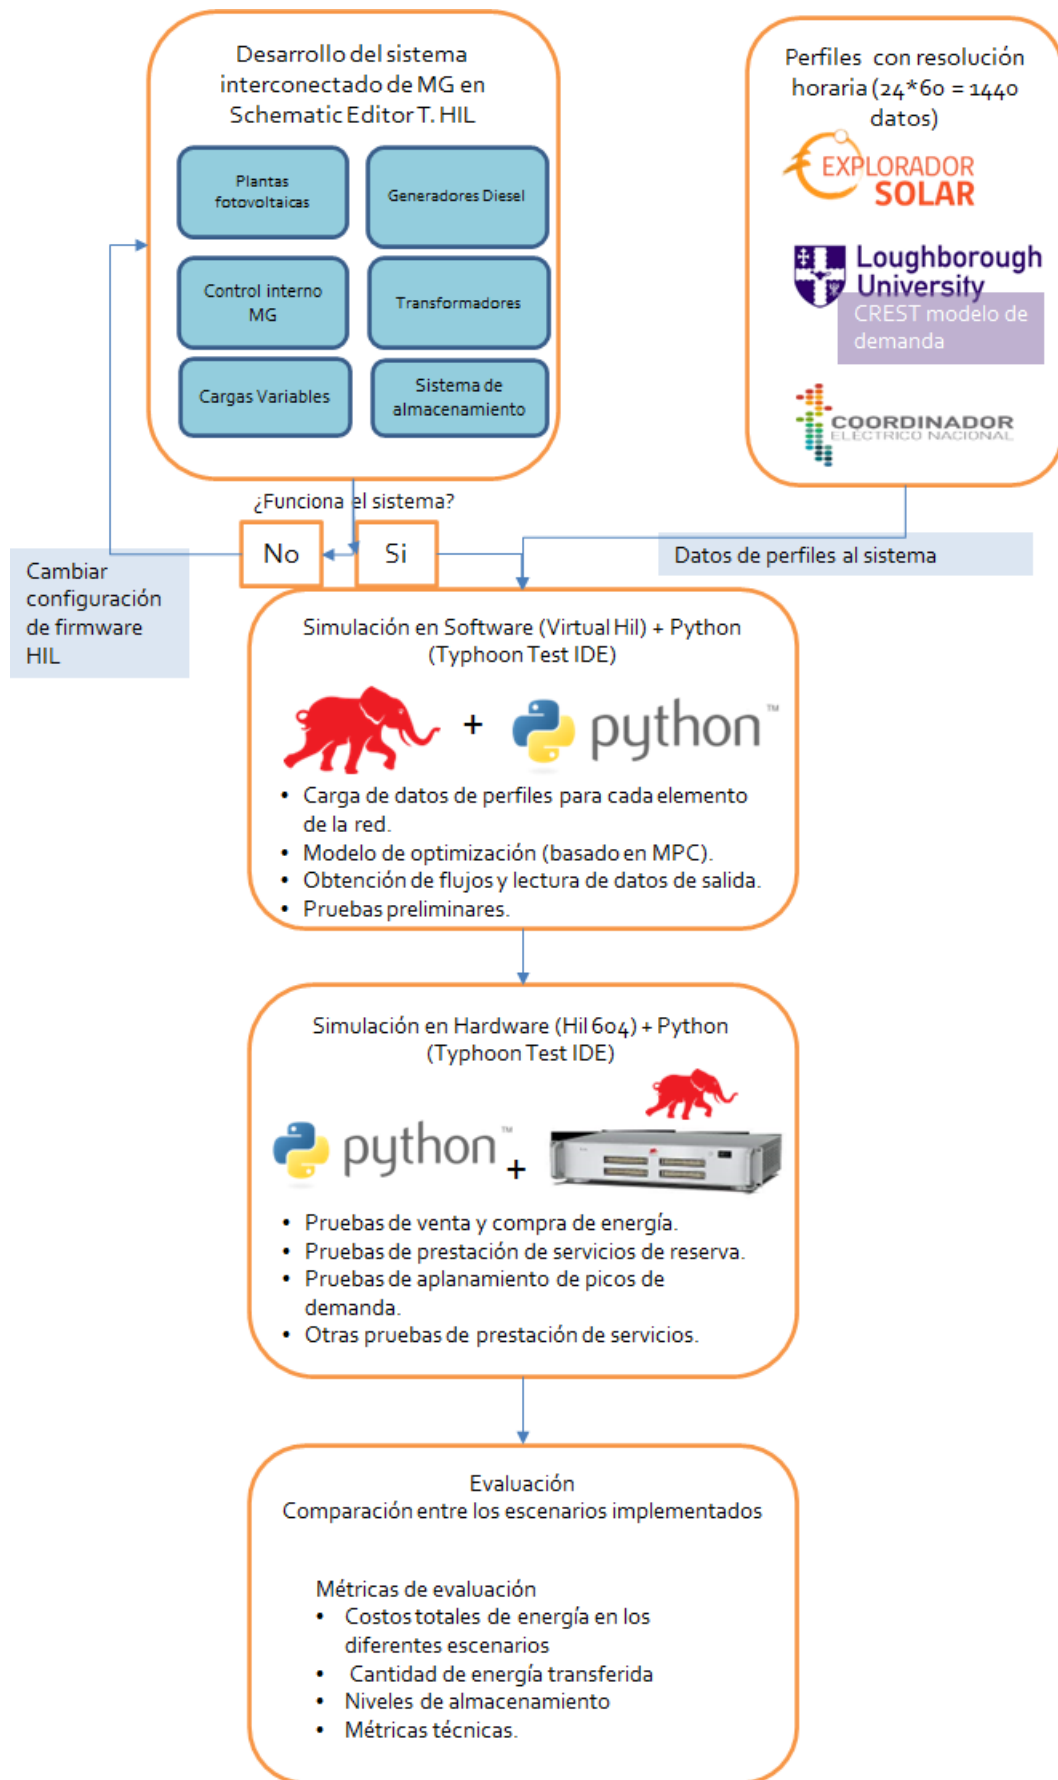 Desarrollo del sistema
interconectado de MG en
Schematic Editor T. HIL
Plantas
fotovoltaicas
Generadores Diesel
Control interno
MG
Transformadores
Cargas Variables
Sistema de
almacenamiento
Perfiles con resolución
horaria (24*60 = 1440
datos)
EXPLORADOR
SOLAR
Loughborough
University
CREST modelo de
demanda
COORDINADOR
ELÉCTRICO NACIONAL
¿Funciona el sistema?
No
Si
Cambiar
configuración
de firmware
HIL
Datos de perfiles al sistema
Simulación en Software (Virtual Hil) + Python
(Typhoon Test IDE)
+
python™
• Carga de datos de perfiles para cada elemento
de la red.
• Modelo de optimización (basado en MPC).
• Obtención de flujos y lectura de datos de salida.
• Pruebas preliminares.
Simulación en Hardware (Hil 604) + Python
(Typhoon Test IDE)
python™
+
• Pruebas de venta y compra de energía.
• Pruebas de prestación de servicios de reserva.
• Pruebas de aplanamiento de picos de
demanda.
• Otras pruebas de prestación de servicios.
Evaluación
Comparación entre los escenarios implementados
Métricas de evaluación
• Costos totales de energía en los
diferentes escenarios
• Cantidad de energía transferida
• Niveles de almacenamiento
• Métricas técnicas.